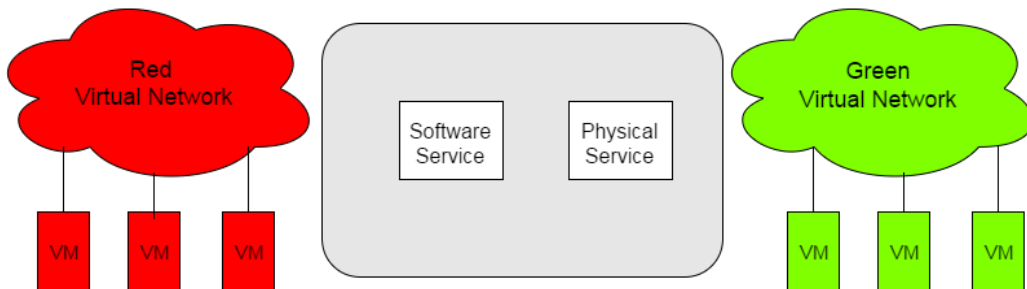 Red
Virtual Network
Software
Service
Physical
Service
Green
Virtual Network
VM
VM
VM
VM
VM
VM